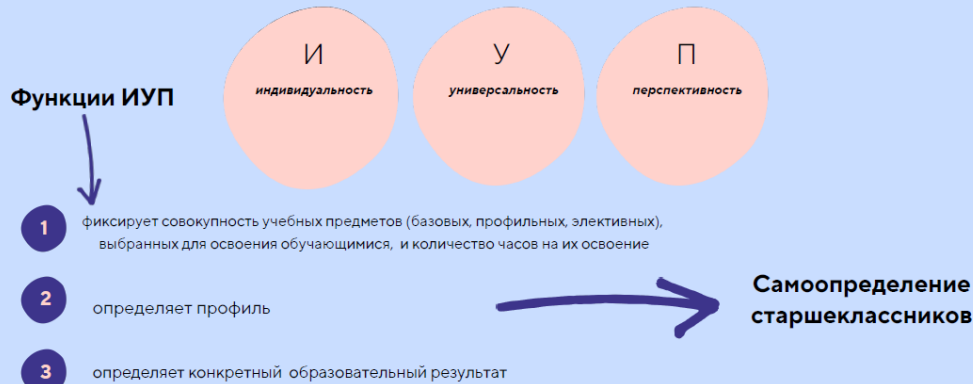 И
У
П
индивидуальность
универсальность
перспективность
Функции ИУП
1
фиксирует совокупность учебных предметов (базовых, профильных, элективных),
выбранных для освоения обучающимися, и количество часов на их освоение
2
определяет профиль
Самоопределение
старшеклассников
3
определяет конкретный образовательный результат